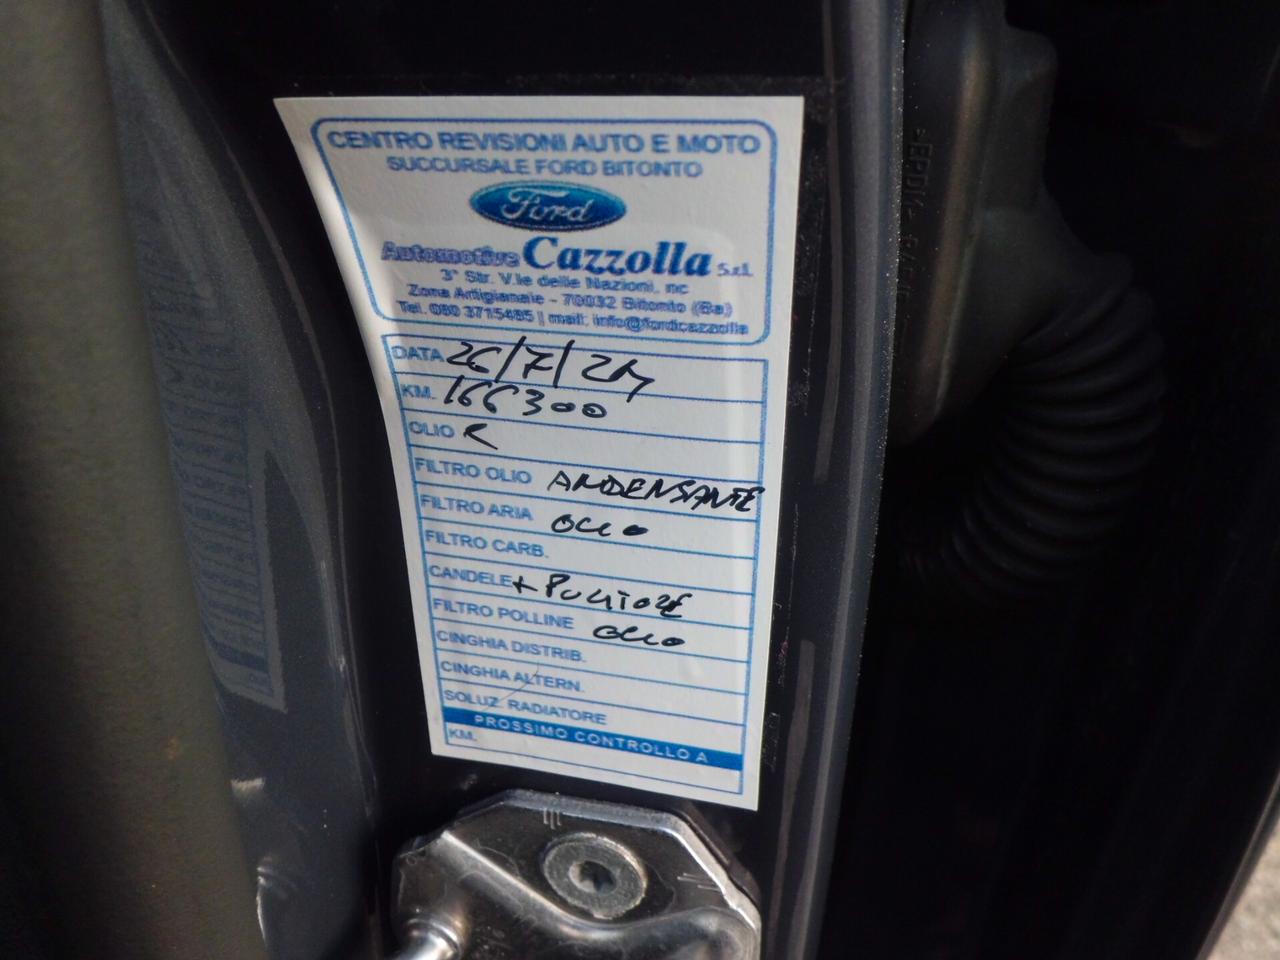 CENTRO REVISIONI AUTO E MOTO
SUCCURSALE FORD BITONTO
Ford
Automotive Cazzolla S.r.l.
3° Str. V.le delle Nazioni, nc
Zona Artigianale - 70032 Bitonto (Ba)
Tel. 080 3715485 | mail: info@fordcazzolla
DATA 26/7/24
KM. 166300
OLIO
FILTRO OLIO ANDENSANTE
FILTRO ARIA OLIO
FILTRO CARB.
CANDELE + PULITORE
FILTRO POLLINE OLIO
CINGHIA DISTRIB.
CINGHIA ALTERN.
SOLUZ. RADIATORE
PROSSIMO CONTROLLO A
KM.